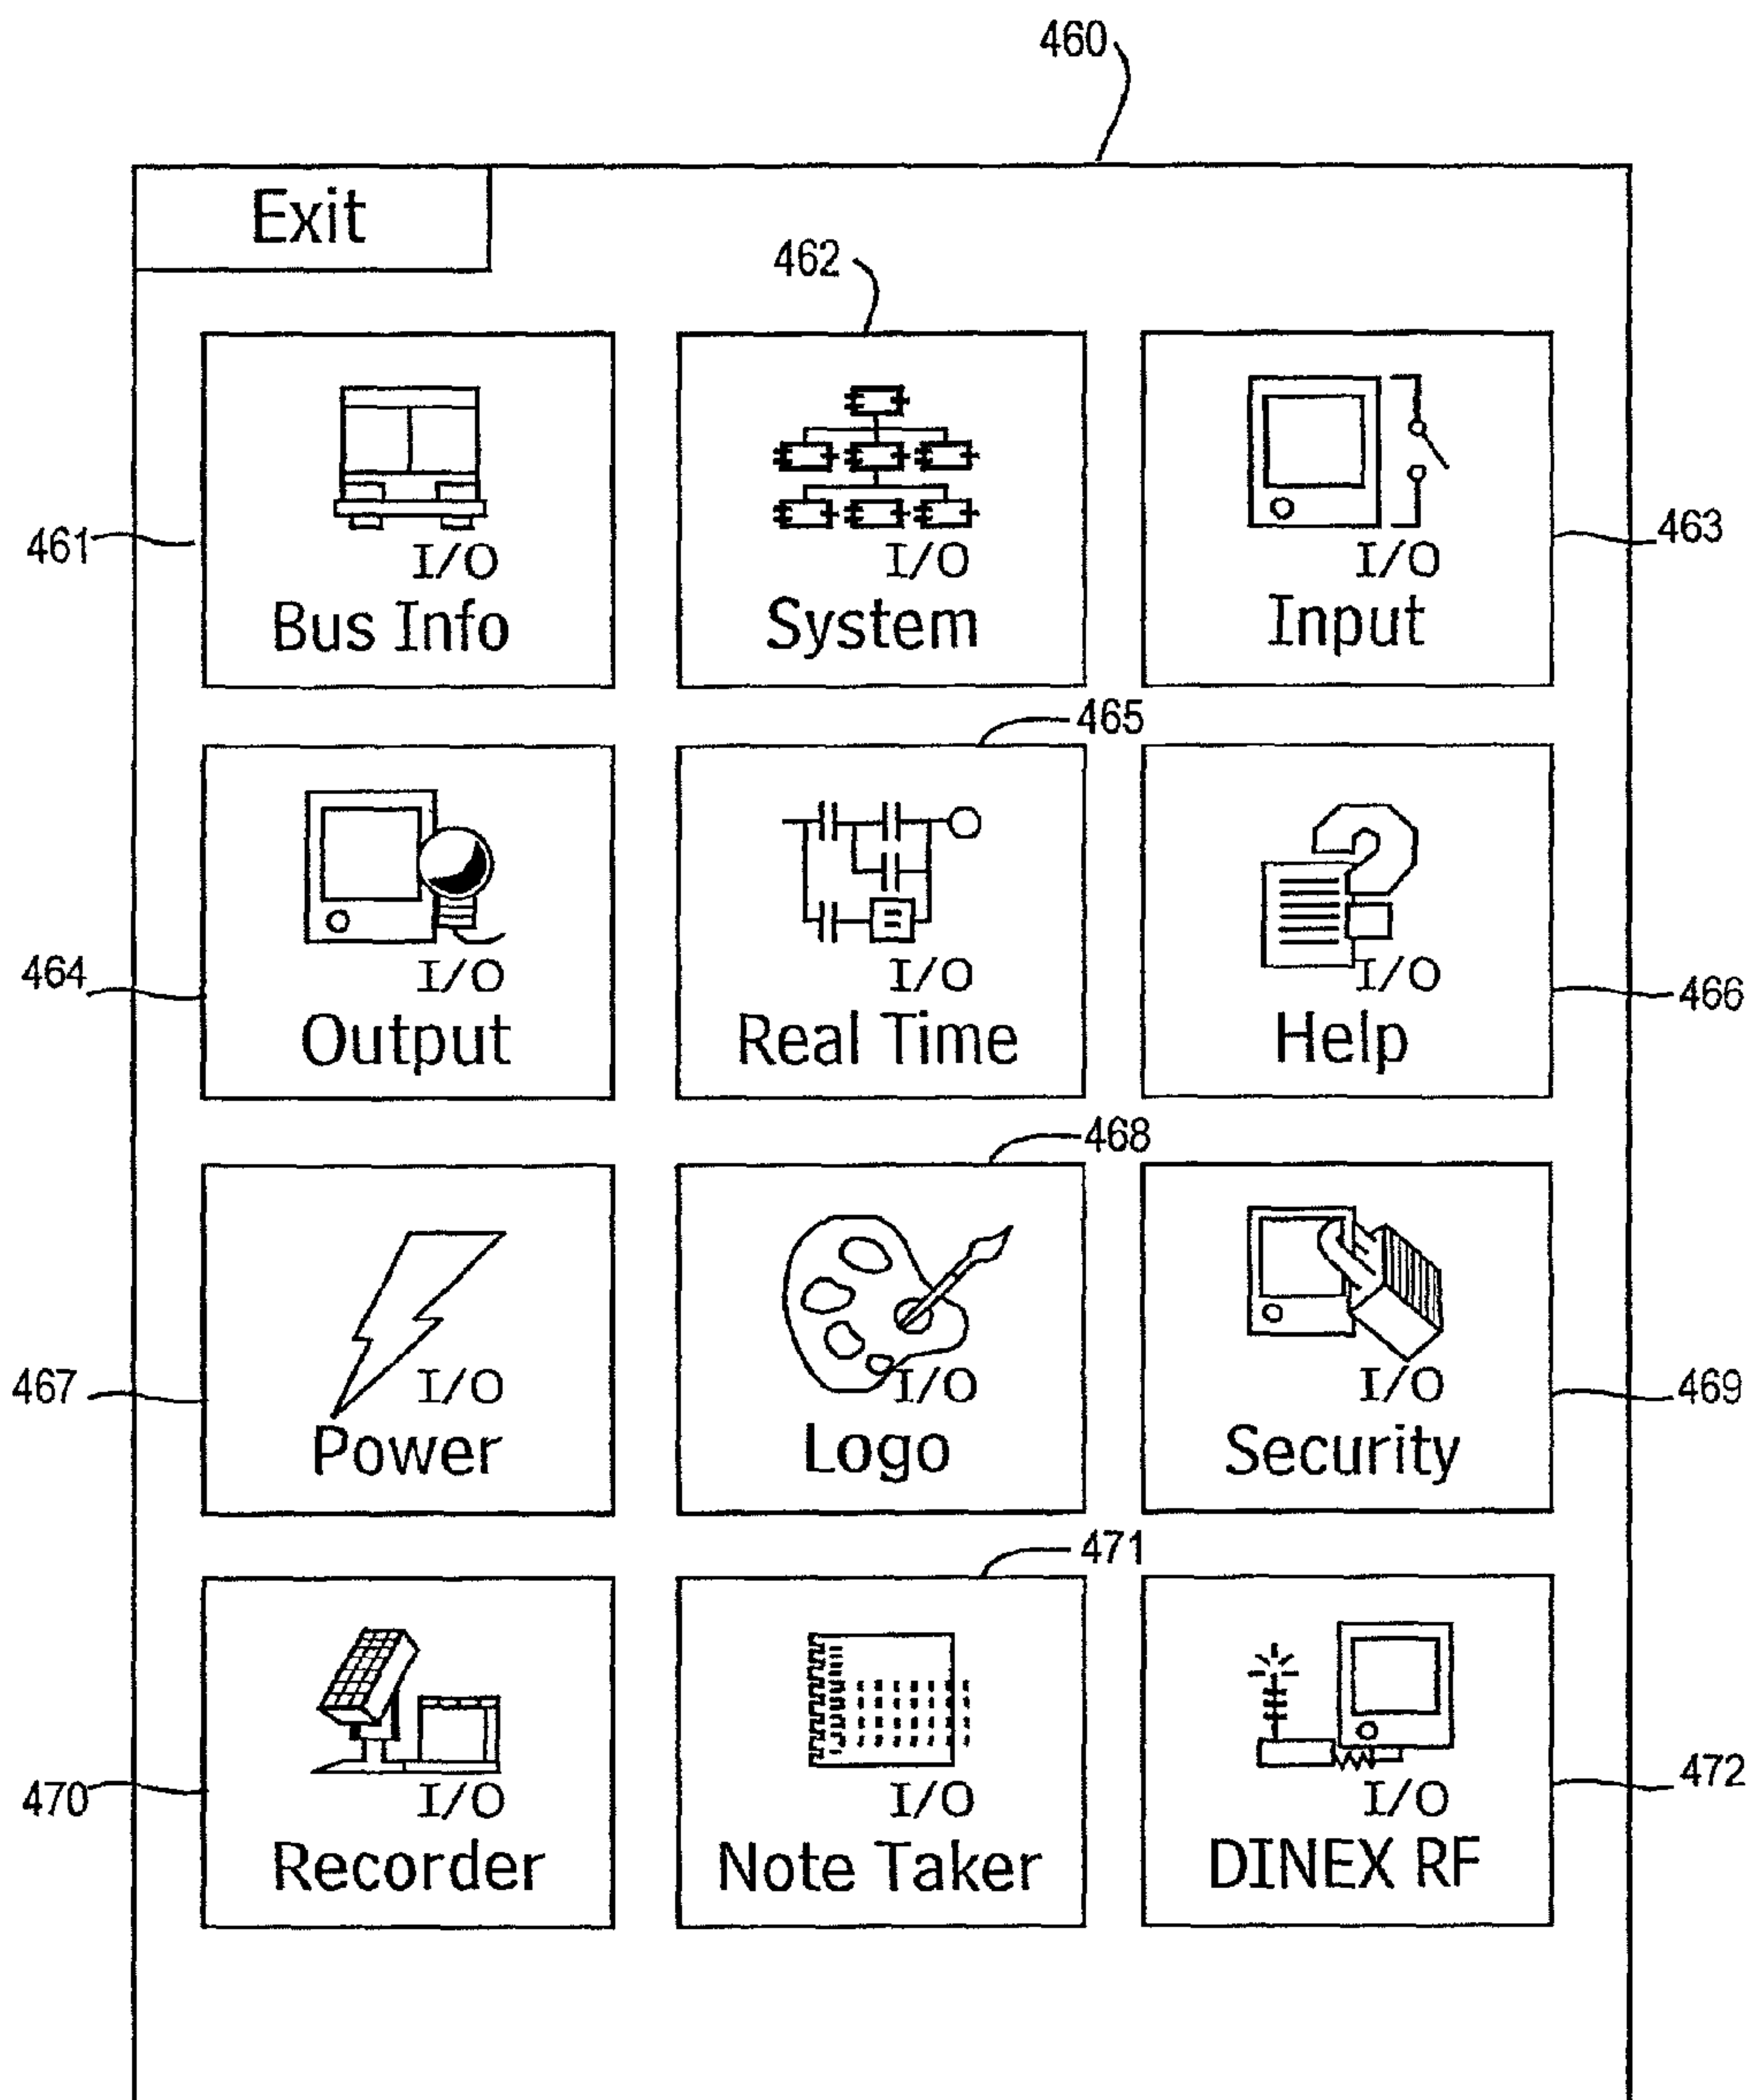 460
Exit
462
I/O
Bus Info
I/O
System
I/O
Input
461
463
465
I/O
Output
I/O
Real Time
I/O
Help
464
466
468
I/O
Power
I/O
Logo
I/O
Security
467
469
471
I/O
Recorder
I/O
Note Taker
I/O
DINEX RF
470
472